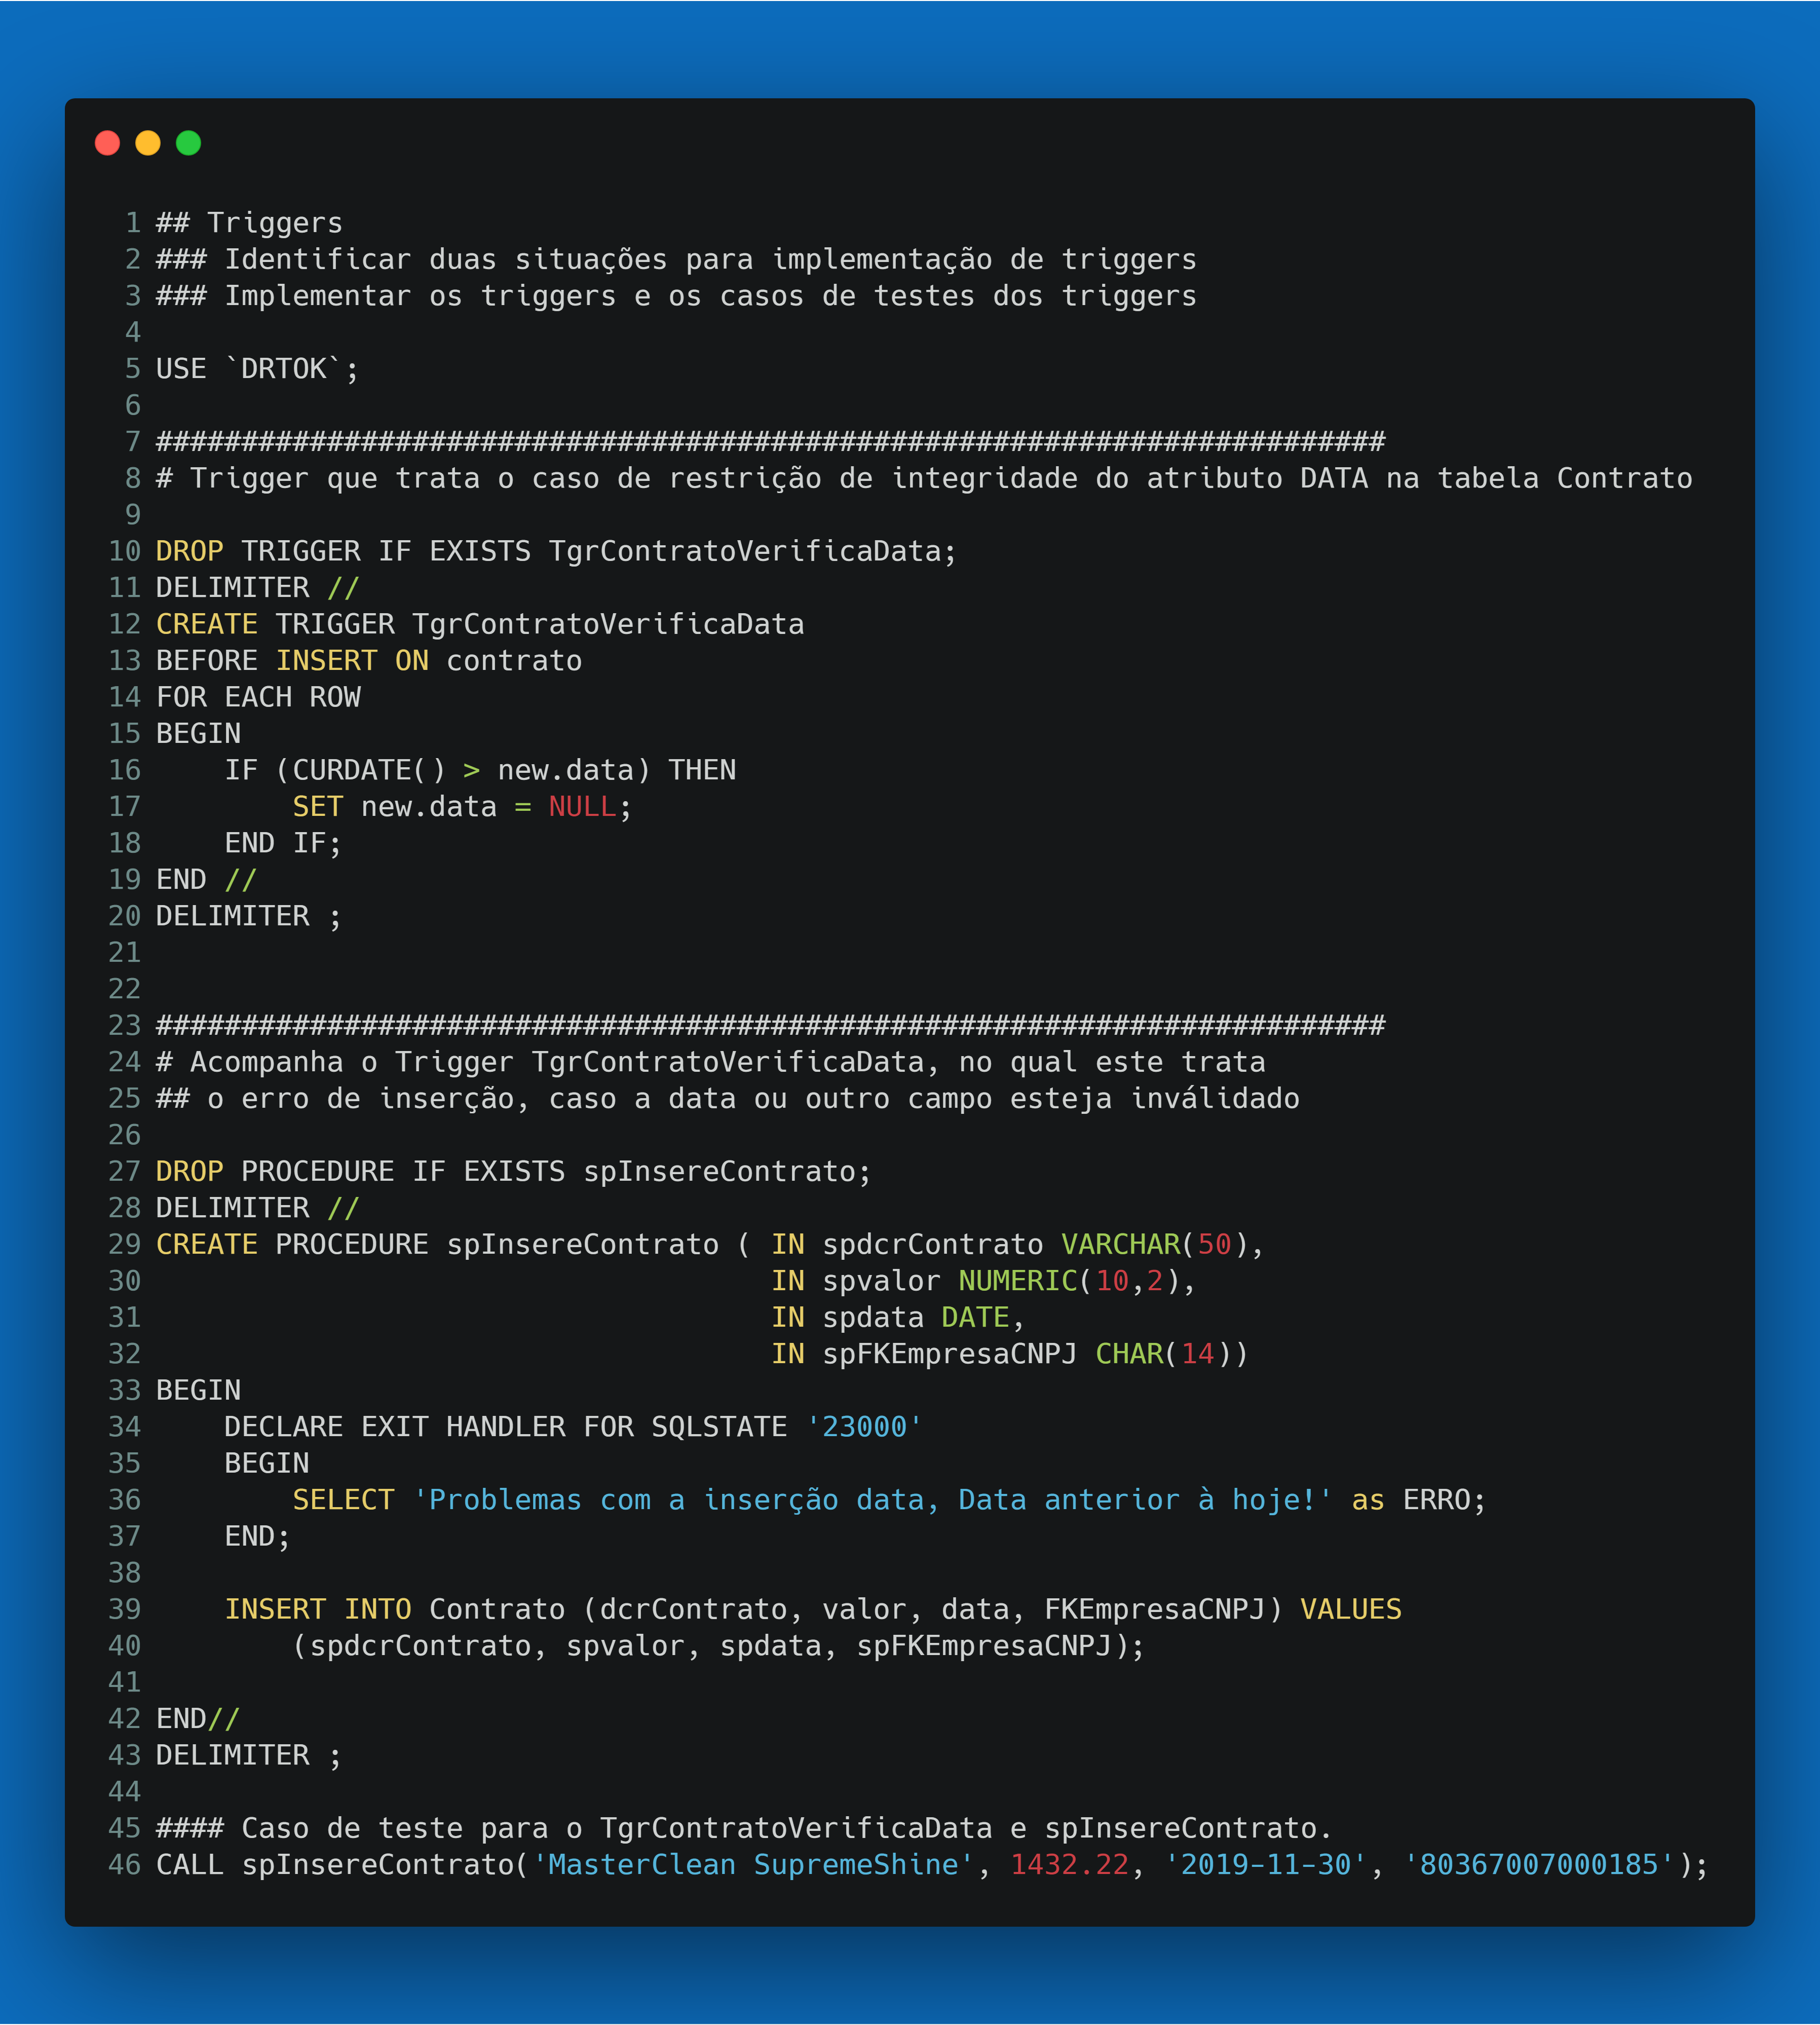 1 ## Triggers
2 ### Identificar duas situações para implementação de triggers
3 ### Implementar os triggers e os casos de testes dos triggers
4
5 USE `DRTOK`;
6
7 ########################################################################
8 # Trigger que trata o caso de restrição de integridade do atributo DATA na tabela Contrato
9
10 DROP TRIGGER IF EXISTS TgrContratoVerificaData;
11 DELIMITER //
12 CREATE TRIGGER TgrContratoVerificaData
13 BEFORE INSERT ON contrato
14 FOR EACH ROW
15 BEGIN
16     IF (CURDATE() > new.data) THEN
17         SET new.data = NULL;
18     END IF;
19 END //
20 DELIMITER ;
21
22
23 ########################################################################
24 # Acompanha o Trigger TgrContratoVerificaData, no qual este trata
25 ## o erro de inserção, caso a data ou outro campo esteja inválidado
26
27 DROP PROCEDURE IF EXISTS spInsereContrato;
28 DELIMITER //
29 CREATE PROCEDURE spInsereContrato ( IN spdcrContrato VARCHAR(50),
30                                     IN spvalor NUMERIC(10,2),
31                                     IN spdata DATE,
32                                     IN spFKEmpresaCNPJ CHAR(14))
33 BEGIN
34     DECLARE EXIT HANDLER FOR SQLSTATE '23000'
35     BEGIN
36         SELECT 'Problemas com a inserção data, Data anterior à hoje!' as ERRO;
37     END;
38
39     INSERT INTO Contrato (dcrContrato, valor, data, FKEmpresaCNPJ) VALUES
40         (spdcrContrato, spvalor, spdata, spFKEmpresaCNPJ);
41
42 END//
43 DELIMITER ;
44
45 #### Caso de teste para o TgrContratoVerificaData e spInsereContrato.
46 CALL spInsereContrato('MasterClean SupremeShine', 1432.22, '2019-11-30', '80367007000185');